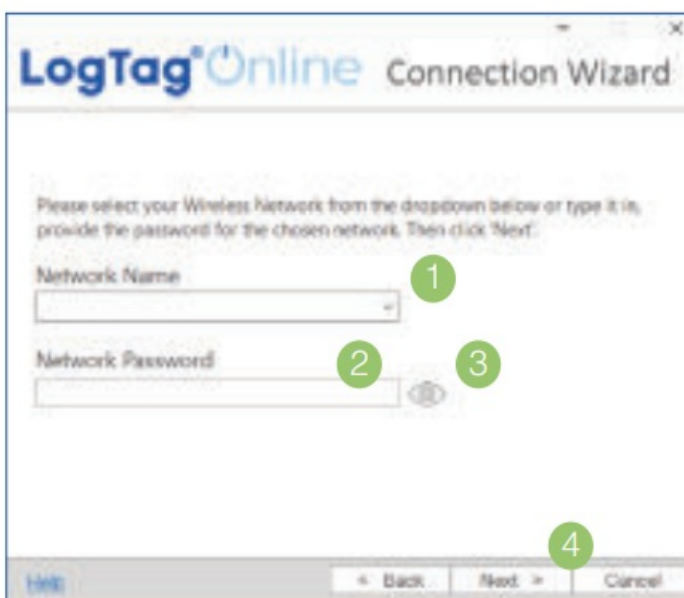 LogTag® Online Connection Wizard
Please select your Wireless Network from the dropdown below or type it in,
provide the password for the chosen network. Then click 'Next'.
Network Name
1
Network Password
2
3
4
Help
< Back
Next >
Cancel